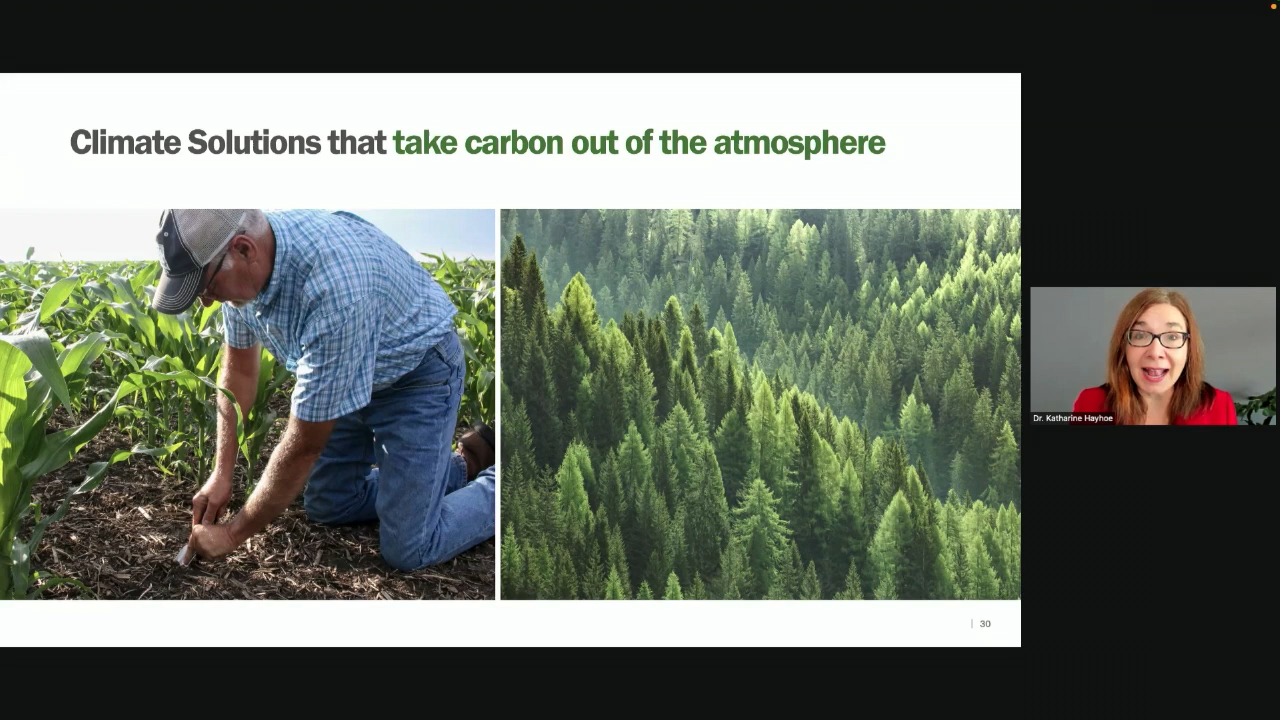 Climate Solutions that take carbon out of the atmosphere
Dr. Katharine Hayhoe
| 30